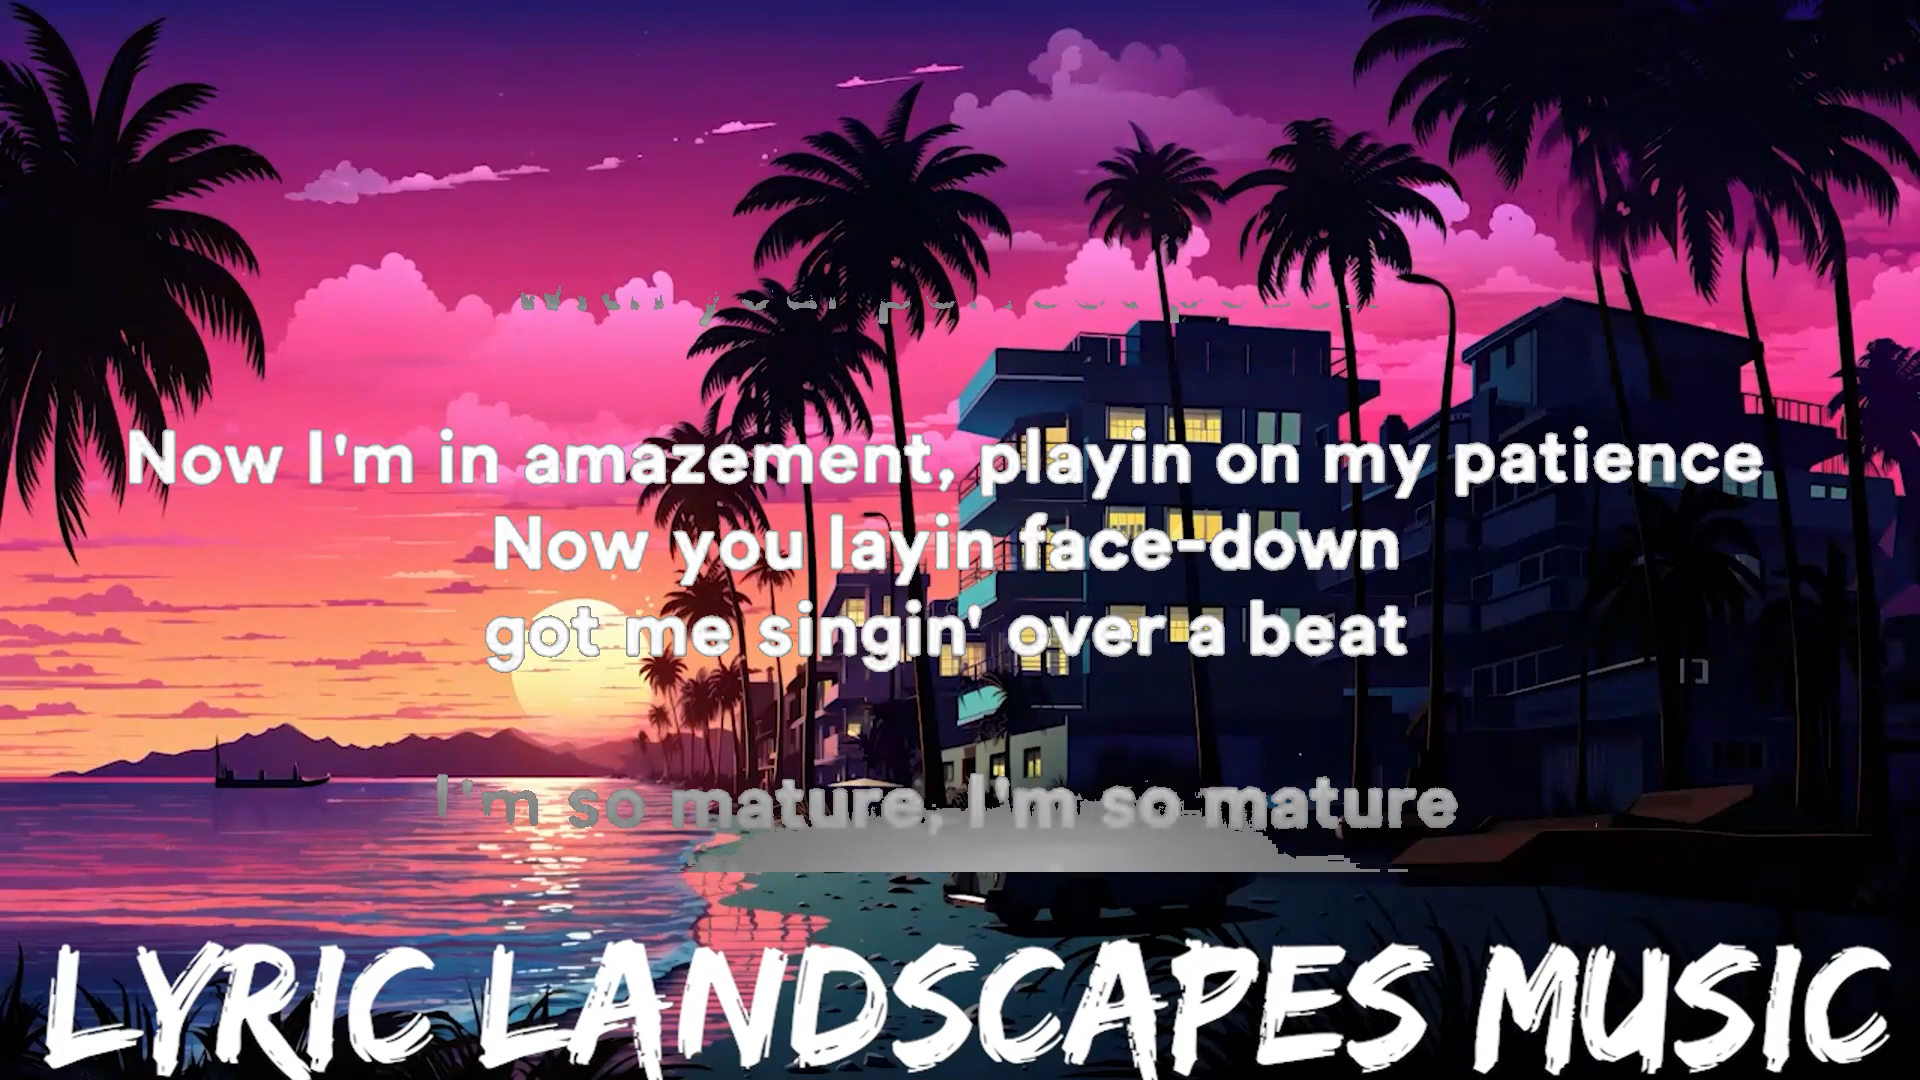 Now I'm in amazement, playin on my patience
Now you layin face-down
got me singin' over a beat
I'm so mature, I'm so mature
LYRIC LANDSCAPES MUSIC